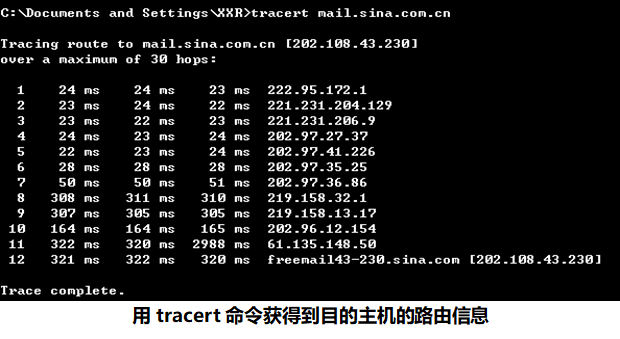 C:\Documents and Settings\XXR>tracert mail.sina.com.cn
Tracing route to mail.sina.com.cn [202.108.43.230]
over a maximum of 30 hops:
1 24 ms 24 ms 23 ms 222.95.172.1
2 23 ms 24 ms 22 ms 221.231.204.129
3 23 ms 22 ms 23 ms 221.231.206.9
4 24 ms 23 ms 24 ms 202.97.27.37
5 22 ms 23 ms 24 ms 202.97.41.226
6 28 ms 28 ms 28 ms 202.97.35.25
7 50 ms 50 ms 51 ms 202.97.36.86
8 308 ms 311 ms 310 ms 219.158.32.1
9 307 ms 305 ms 305 ms 219.158.13.17
10 164 ms 164 ms 165 ms 202.96.12.154
11 322 ms 320 ms 2988 ms 61.135.148.50
12 321 ms 322 ms 320 ms freemail43-230.sina.com [202.108.43.230]
Trace complete.
用 tracert 命令获得到目的主机的路由信息